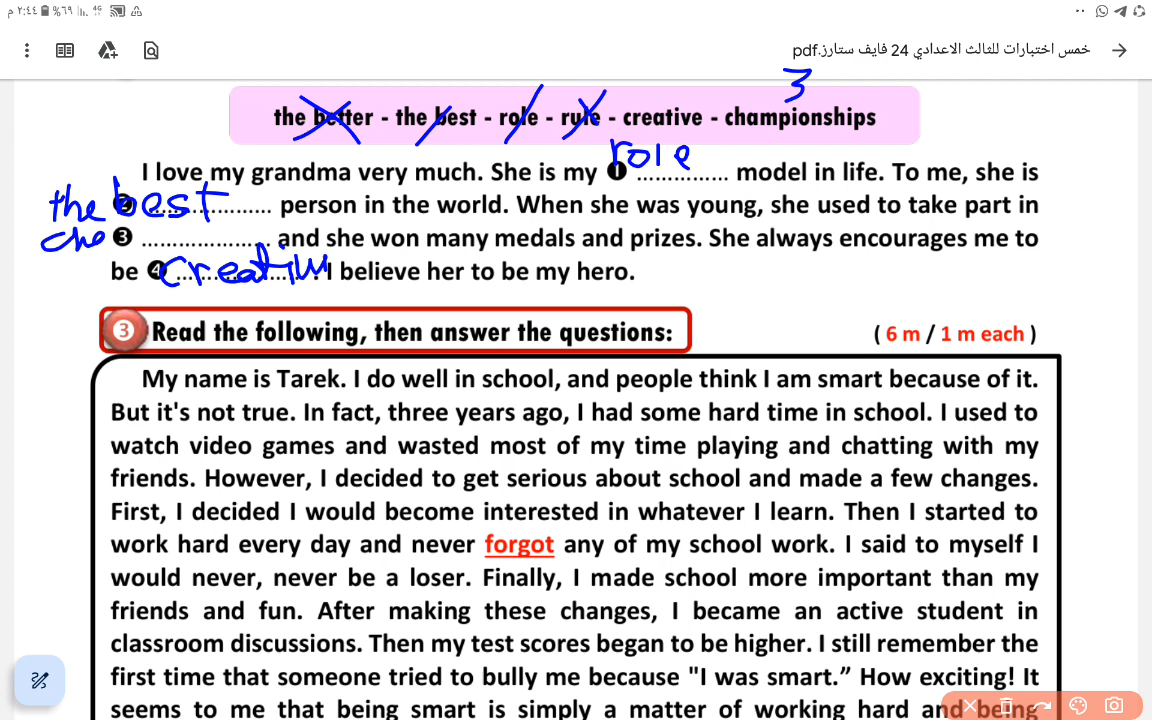 م ٢:٤٤ %٦٩ 4G
خمس اختبارات للثالث الاعدادي 24 فايف ستارز.pdf
3
the better - the best - role - rule - creative - championships
role
I love my grandma very much. She is my ❶ .............. model in life. To me, she is
the best
❷ ................... person in the world. When she was young, she used to take part in
cho ❸ .................... and she won many medals and prizes. She always encourages me to
creative
be ❹ ..................... . I believe her to be my hero.
❸ Read the following, then answer the questions: ( 6 m / 1 m each )
My name is Tarek. I do well in school, and people think I am smart because of it.
But it's not true. In fact, three years ago, I had some hard time in school. I used to
watch video games and wasted most of my time playing and chatting with my
friends. However, I decided to get serious about school and made a few changes.
First, I decided I would become interested in whatever I learn. Then I started to
work hard every day and never forgot any of my school work. I said to myself I
would never, never be a loser. Finally, I made school more important than my
friends and fun. After making these changes, I became an active student in
classroom discussions. Then my test scores began to be higher. I still remember the
first time that someone tried to bully me because "I was smart.” How exciting! It
seems to me that being smart is simply a matter of working hard and being